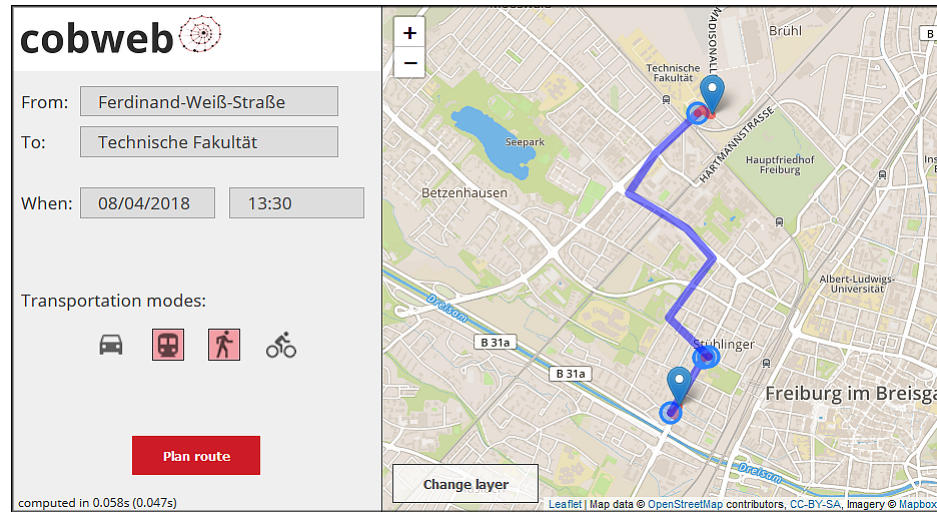 cobweb
From: Ferdinand-Weiß-Straße
To: Technische Fakultät
When: 08/04/2018 13:30
Transportation modes:
Plan route
computed in 0.058s (0.047s)
+
−
MADISONALL
Brühl
B
Technische
Fakultät
HARTMANNSTRASSE
Seepark
Hauptfriedhof
Freiburg
Ins
Betzenhausen
Albert-Ludwigs-
Universität
Dreisam
B 31a
Stühlinger
B 31a
Freiburg im Breisga
Dreisam
Change layer
Leaflet | Map data © OpenStreetMap contributors, CC-BY-SA, Imagery © Mapbox